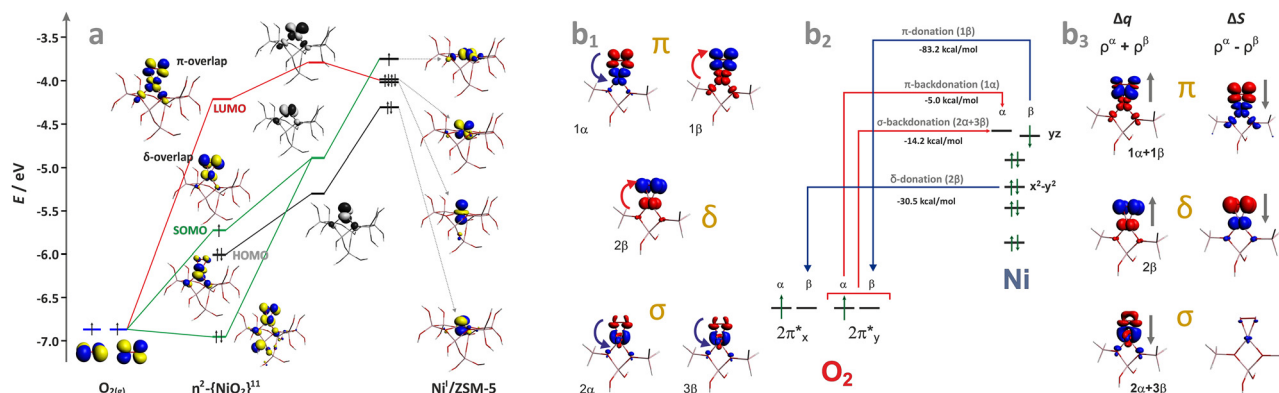 a
E / eV
-3.5
-4.0
-4.5
-5.0
-5.5
-6.0
-6.5
-7.0
π-overlap
LUMO
δ-overlap
SOMO
HOMO
O2(g)
η²-{NiO₂}¹¹
Niᴵ/ZSM-5
b₁
π
1α
1β
δ
2β
σ
2α
3β
b₂
π-donation (1β)
-83.2 kcal/mol
π-backdonation (1α)
-5.0 kcal/mol
σ-backdonation (2α+3β)
-14.2 kcal/mol
δ-donation (2β)
-30.5 kcal/mol
α
β
yz
x²-y²
Ni
α
β
α
β
2π*x
2π*y
O₂
b₃
Δq
ρᵅ + ρᵝ
ΔS
ρᵅ - ρᵝ
π
1α+1β
δ
2β
σ
2α+3β